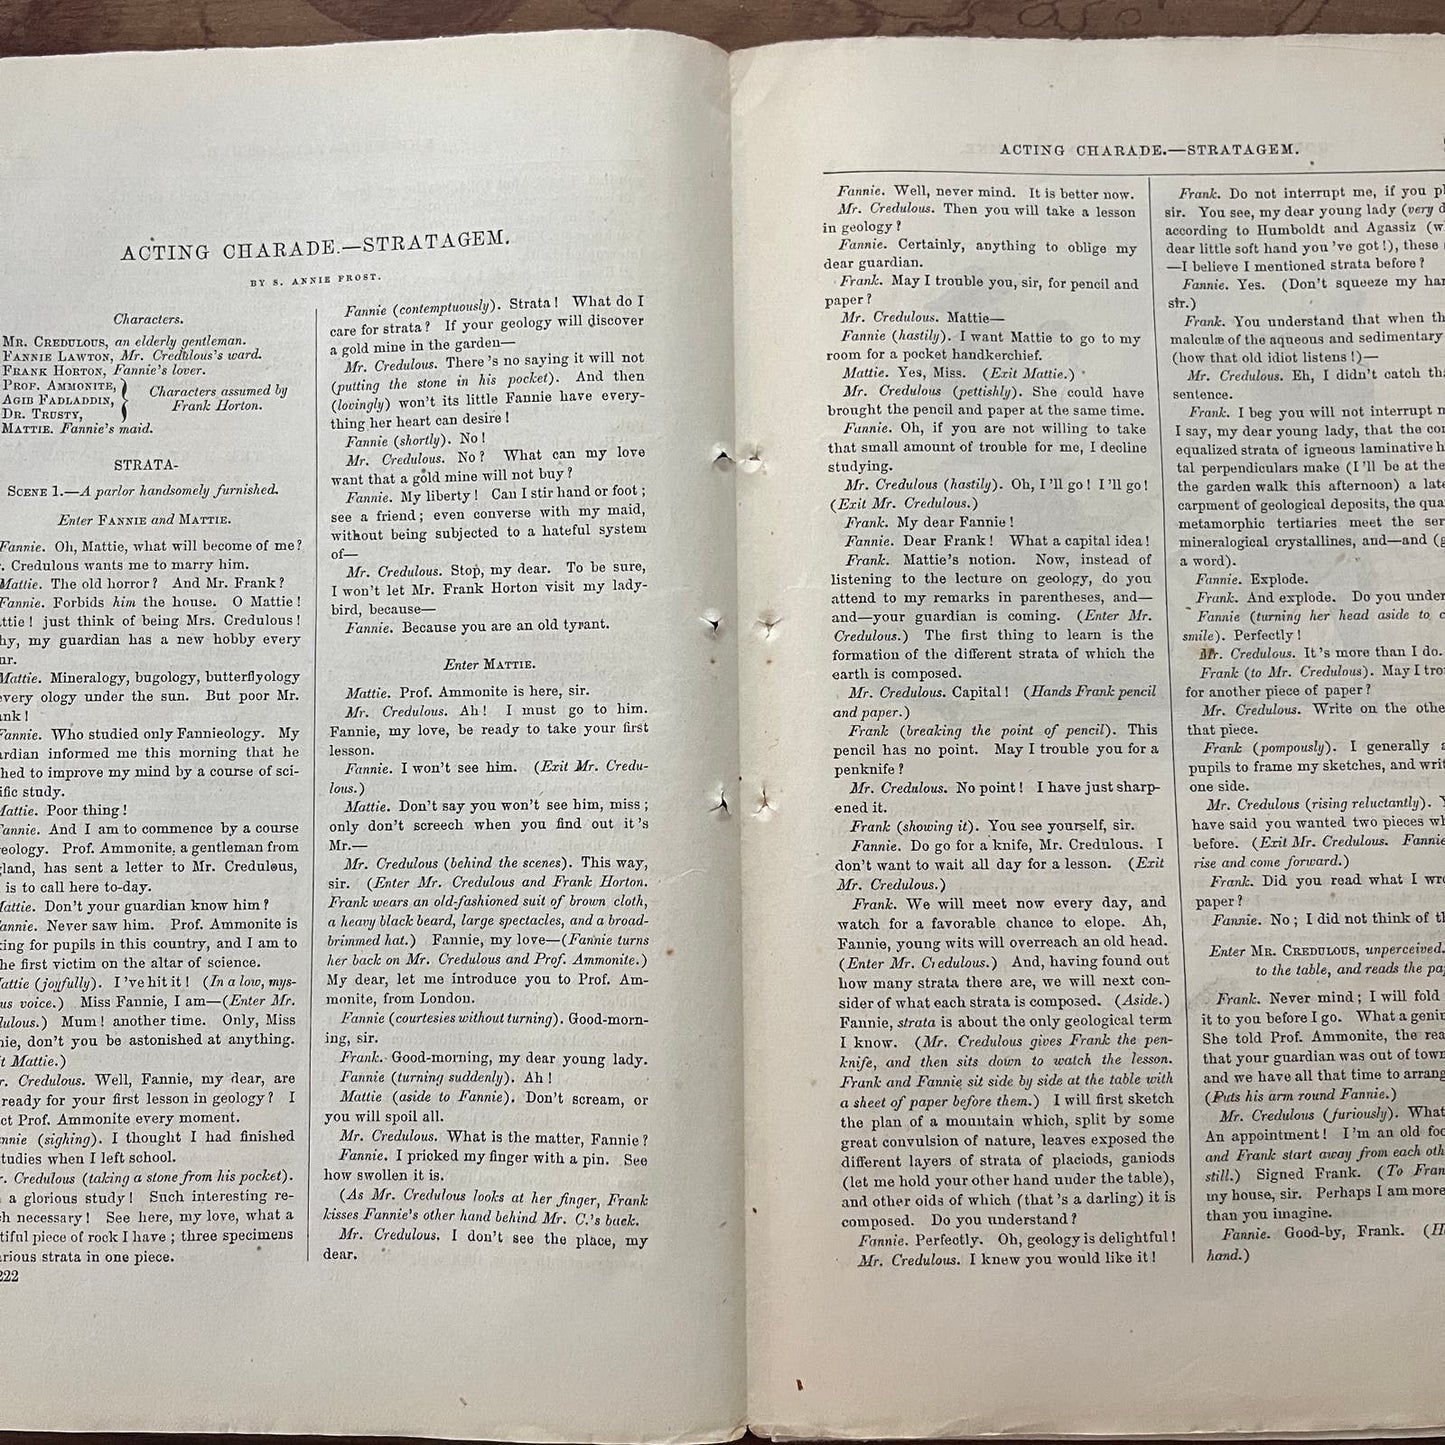 ACTING CHARADE.—STRATAGEM.
BY S. ANNIE FROST.
Characters.
MR. CREDULOUS, an elderly gentleman.
FANNIE LAWTON, Mr. Credulous's ward.
FRANK HORTON, Fannie's lover.
PROF. AMMONITE,
AGIB FADLADDIN,
DR. TRUSTY,
Characters assumed by
Frank Horton.
MATTIE. Fannie's maid.
STRATA-
SCENE 1.—A parlor handsomely furnished.
Enter FANNIE and MATTIE.
Fannie. Oh, Mattie, what will become of me?
Credulous wants me to marry him.
Mattie. The old horror? And Mr. Frank?
Fannie. Forbids him the house. O Mattie!
just think of being Mrs. Credulous!
my guardian has a new hobby every
Mattie. Mineralogy, bugology, butterflyology
every ology under the sun. But poor Mr.
Fannie. Who studied only Fannieology. My
informed me this morning that he
to improve my mind by a course of sci-
study.
Mattie. Poor thing!
Fannie. And I am to commence by a course
Prof. Ammonite, a gentleman from
has sent a letter to Mr. Credulous,
is to call here to-day.
Mattie. Don't your guardian know him?
Fannie. Never saw him. Prof. Ammonite is
for pupils in this country, and I am to
the first victim on the altar of science.
Mattie (joyfully). I've hit it! (In a low, mys-
voice.) Miss Fannie, I am—(Enter Mr.
Mum! another time. Only, Miss
don't you be astonished at anything.
Mattie.)
Credulous. Well, Fannie, my dear, are
ready for your first lesson in geology? I
Prof. Ammonite every moment.
(sighing). I thought I had finished
studies when I left school.
Credulous (taking a stone from his pocket).
a glorious study! Such interesting re-
necessary! See here, my love, what a
piece of rock I have; three specimens
strata in one piece.
222
Fannie (contemptuously). Strata! What do I
care for strata? If your geology will discover
a gold mine in the garden—
Mr. Credulous. There's no saying it will not
(putting the stone in his pocket). And then
(lovingly) won't its little Fannie have every-
thing her heart can desire!
Fannie (shortly). No!
Mr. Credulous. No? What can my love
want that a gold mine will not buy?
Fannie. My liberty! Can I stir hand or foot;
see a friend; even converse with my maid,
without being subjected to a hateful system
of—
Mr. Credulous. Stop, my dear. To be sure,
I won't let Mr. Frank Horton visit my lady-
bird, because—
Fannie. Because you are an old tyrant.
Enter MATTIE.
Mattie. Prof. Ammonite is here, sir.
Mr. Credulous. Ah! I must go to him.
Fannie, my love, be ready to take your first
lesson.
Fannie. I won't see him. (Exit Mr. Credu-
lous.)
Mattie. Don't say you won't see him, miss;
only don't screech when you find out it's
Mr.—
Mr. Credulous (behind the scenes). This way,
sir. (Enter Mr. Credulous and Frank Horton.
Frank wears an old-fashioned suit of brown cloth,
a heavy black beard, large spectacles, and a broad-
brimmed hat.) Fannie, my love—(Fannie turns
her back on Mr. Credulous and Prof. Ammonite.)
My dear, let me introduce you to Prof. Am-
monite, from London.
Fannie (courtesies without turning). Good-morn-
ing, sir.
Frank. Good-morning, my dear young lady.
Fannie (turning suddenly). Ah!
Mattie (aside to Fannie). Don't scream, or
you will spoil all.
Mr. Credulous. What is the matter, Fannie?
Fannie. I pricked my finger with a pin. See
how swollen it is.
(As Mr. Credulous looks at her finger, Frank
kisses Fannie's other hand behind Mr. C.'s back.
Mr. Credulous. I don't see the place, my
dear.
ACTING CHARADE.—STRATAGEM.
Fannie. Well, never mind. It is better now.
Mr. Credulous. Then you will take a lesson
in geology?
Fannie. Certainly, anything to oblige my
dear guardian.
Frank. May I trouble you, sir, for pencil and
paper?
Mr. Credulous. Mattie—
Fannie (hastily). I want Mattie to go to my
room for a pocket handkerchief.
Mattie. Yes, Miss. (Exit Mattie.)
Mr. Credulous (pettishly). She could have
brought the pencil and paper at the same time.
Fannie. Oh, if you are not willing to take
that small amount of trouble for me, I decline
studying.
Mr. Credulous (hastily). Oh, I'll go! I'll go!
(Exit Mr. Credulous.)
Frank. My dear Fannie!
Fannie. Dear Frank! What a capital idea!
Frank. Mattie's notion. Now, instead of
listening to the lecture on geology, do you
attend to my remarks in parentheses, and—
and—your guardian is coming. (Enter Mr.
Credulous.) The first thing to learn is the
formation of the different strata of which the
earth is composed.
Mr. Credulous. Capital! (Hands Frank pencil
and paper.)
Frank (breaking the point of pencil). This
pencil has no point. May I trouble you for a
penknife?
Mr. Crednlous. No point! I have just sharp-
ened it.
Frank (showing it). You see yourself, sir.
Fannie. Do go for a knife, Mr. Credulous. I
don't want to wait all day for a lesson. (Exit
Mr. Credulous.)
Frank. We will meet now every day, and
watch for a favorable chance to elope. Ah,
Fannie, young wits will overreach an old head.
(Enter Mr. Credulous.) And, having found out
how many strata there are, we will next con-
sider of what each strata is composed. (Aside.)
Fannie, strata is about the only geological term
I know. (Mr. Credulous gives Frank the pen-
knife, and then sits down to watch the lesson.
Frank and Fannie sit side by side at the table with
a sheet of paper before them.) I will first sketch
the plan of a mountain which, split by some
great convulsion of nature, leaves exposed the
different layers of strata of placiods, ganiods
(let me hold your other hand under the table),
and other oids of which (that's a darling) it is
composed. Do you understand?
Fannie. Perfectly. Oh, geology is delightful!
Mr. Credulous. I knew you would like it!
Frank. Do not interrupt me, if you
sir. You see, my dear young lady (very
according to Humboldt and Agassiz
dear little soft hand you've got!), these
—I believe I mentioned strata before?
Fannie. Yes. (Don't squeeze my
sir.)
Frank. You understand that when
malculæ of the aqueous and sedimentary
(how that old idiot listens!)—
Mr. Credulous. Eh, I didn't catch
sentence.
Frank. I beg you will not interrupt
I say, my dear young lady, that the
equalized strata of igneous laminative
tal perpendiculars make (I'll be at the
the garden walk this afternoon) a
carpment of geological deposits, the
metamorphic tertiaries meet the
mineralogical crystallines, and—and
a word).
Fannie. Explode.
Frank. And explode. Do you
Fannie (turning her head aside to
smile). Perfectly!
Mr. Credulous. It's more than I do.
Frank (to Mr. Credulous). May I
for another piece of paper?
Mr. Credulous. Write on the
that piece.
Frank (pompously). I generally
pupils to frame my sketches, and
one side.
Mr. Credulous (rising reluctantly).
have said you wanted two pieces
before. (Exit Mr. Credulous. Fannie
rise and come forward.)
Frank. Did you read what I
paper?
Fannie. No; I did not think of
Enter MR. CREDULOUS, unperceived.
to the table, and reads the
Frank. Never mind; I will fold
it to you before I go. What a
She told Prof. Ammonite, the
that your guardian was out of
and we have all that time to
(Puts his arm round Fannie.)
Mr. Credulous (furiously).
An appointment! I'm an old
and Frank start away from each
still.) Signed Frank. (To
my house, sir. Perhaps I am
than you imagine.
Fannie. Good-by, Frank.
hand.)